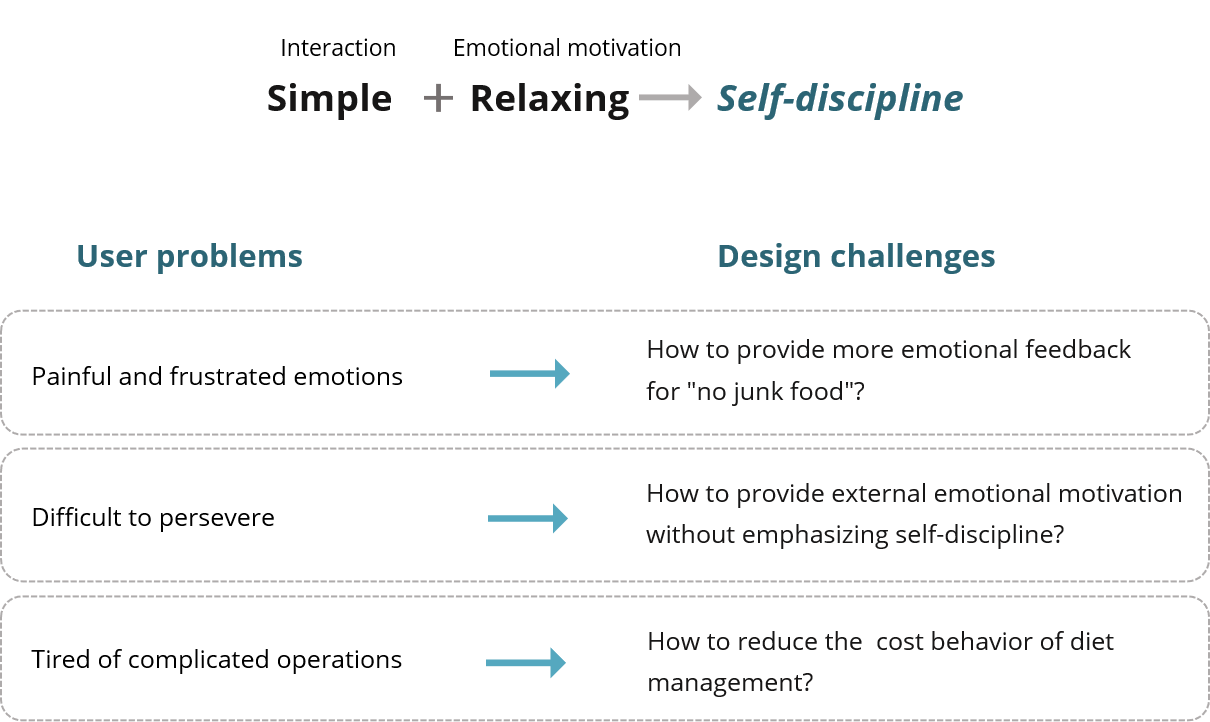 Interaction Emotional motivation
Simple + Relaxing Self-discipline
User problems Design challenges
Painful and frustrated emotions
How to provide more emotional feedback
for "no junk food"?
Difficult to persevere
How to provide external emotional motivation
without emphasizing self-discipline?
Tired of complicated operations
How to reduce the  cost behavior of diet
management?